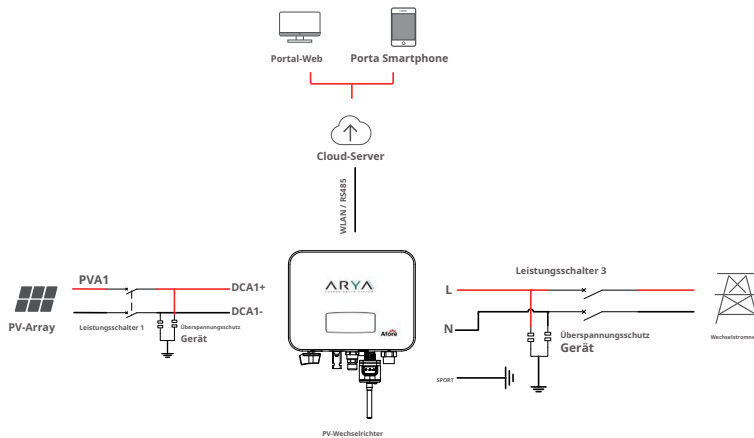 Portal-Web
Porta Smartphone
Cloud-Server
WLAN / RS485
PVA1
DCA1+
DCA1-
PV-Array
Leistungsschalter 1
Überspannungsschutz
Gerät
ARYA
Afore
Leistungsschalter 3
L
N
Überspannungsschutz
Gerät
SPORT
Wechselstromne
PV-Wechselrichter